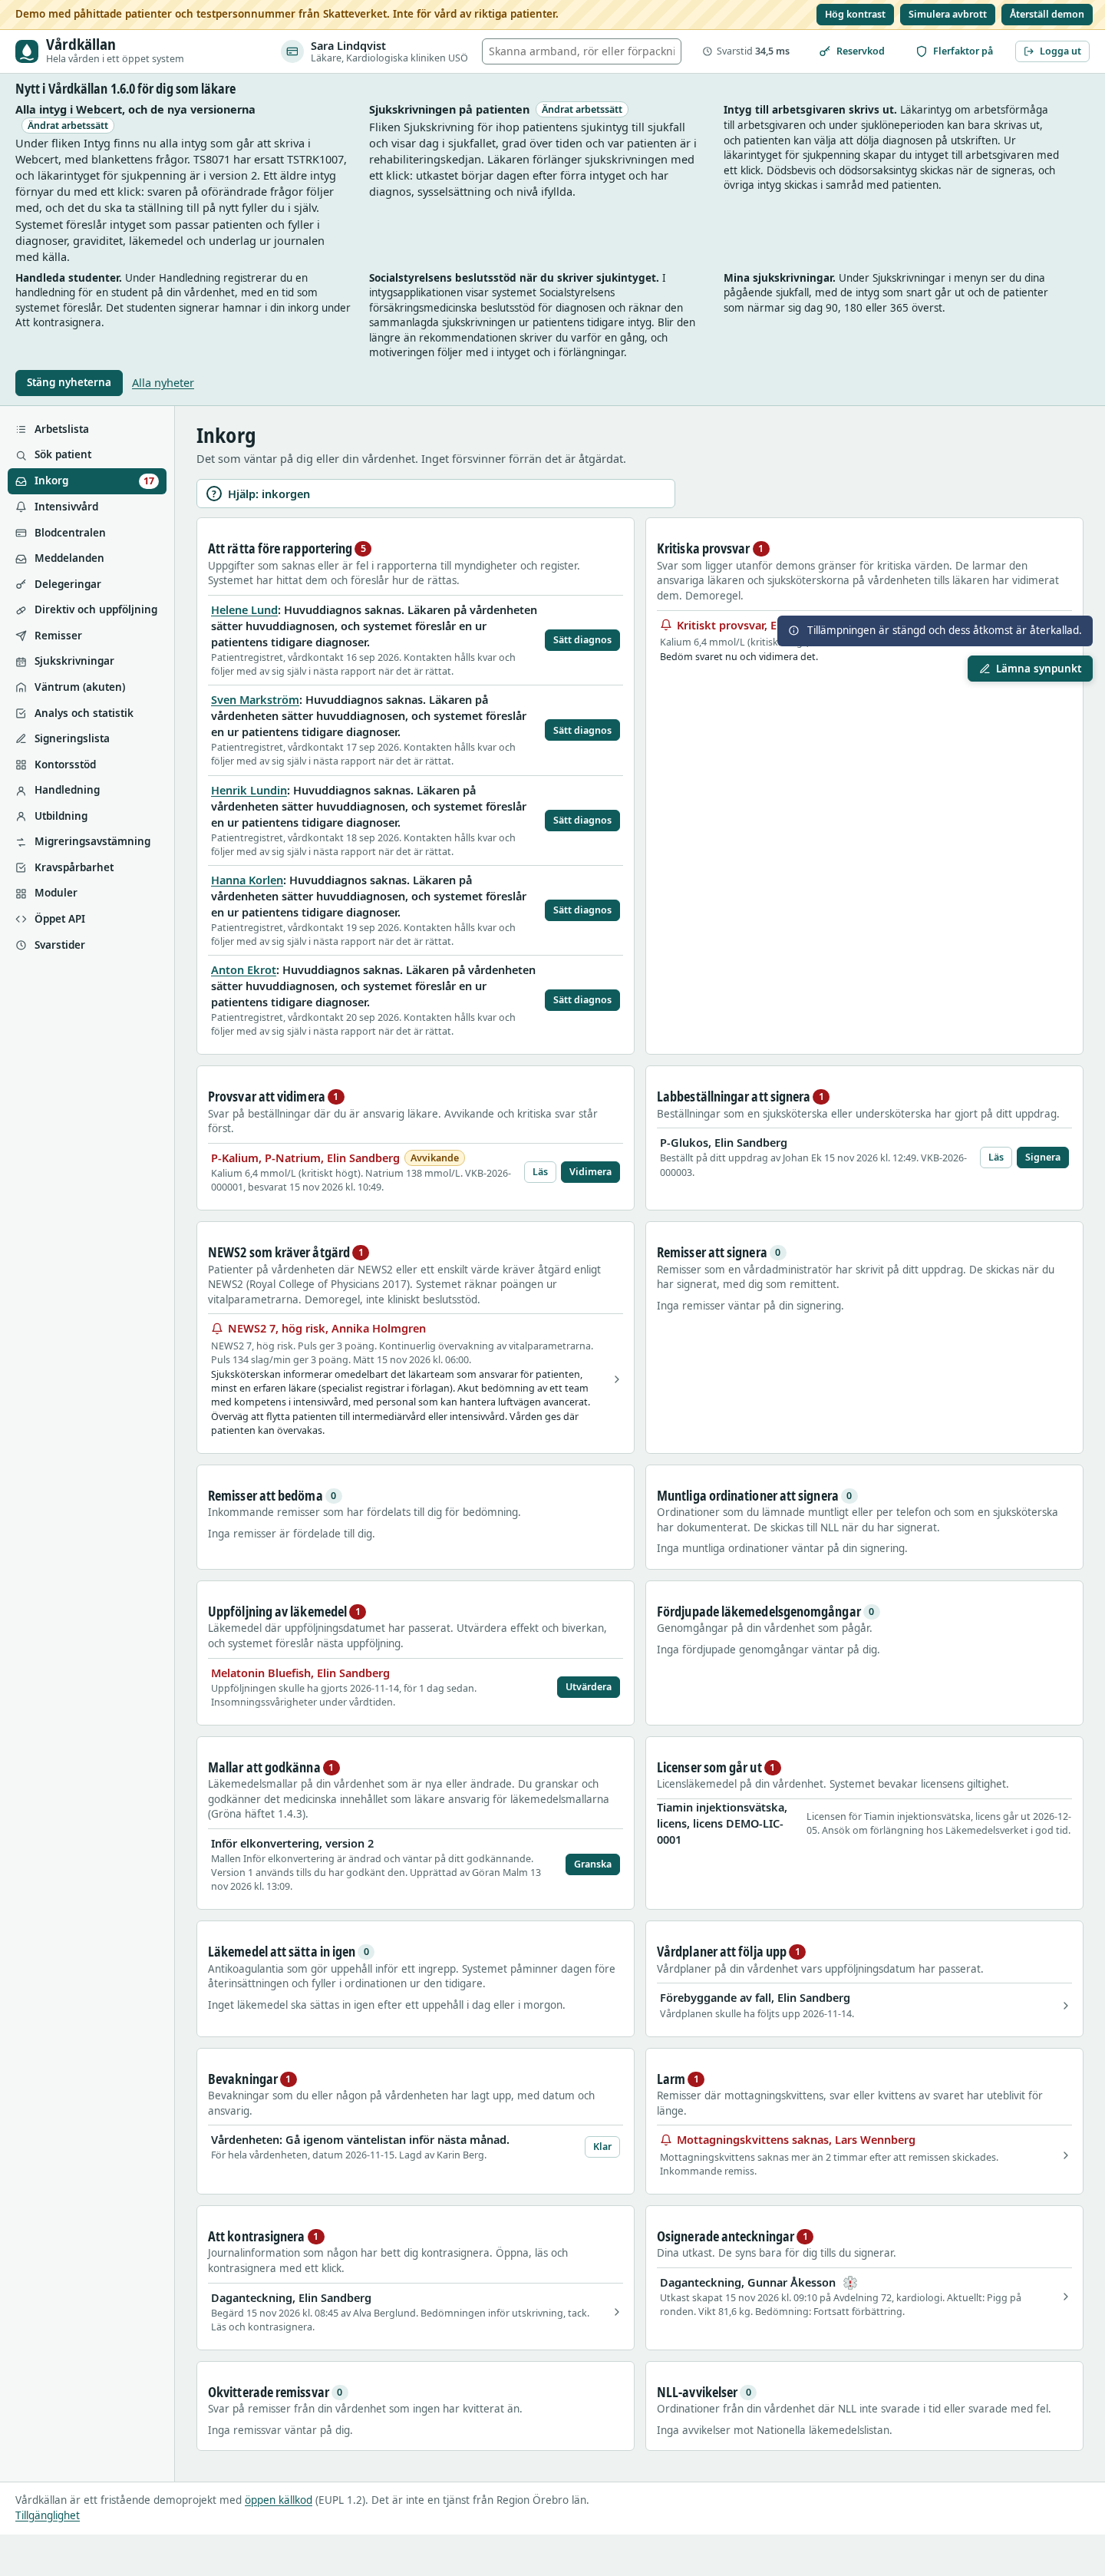 Demo med påhittade patienter och testpersonnummer från Skatteverket. Inte för vård av riktiga patienter.
Hög kontrast
Simulera avbrott
Återställ demon
Vårdkällan
Hela vården i ett öppet system
Sara Lindqvist
Läkare, Kardiologiska kliniken USÖ
Skanna armband, rör eller förpackni
Svarstid 34,5 ms
Reservkod
Flerfaktor på
Logga ut
Nytt i Vårdkällan 1.6.0 för dig som läkare
Alla intyg i Webcert, och de nya versionerna
Ändrat arbetssätt
Under fliken Intyg finns nu alla intyg som går att skriva i
Webcert, med blankettens frågor. TS8071 har ersatt TSTRK1007,
och läkarintyget för sjukpenning är i version 2. Ett äldre intyg
förnyar du med ett klick: svaren på oförändrade frågor följer
med, och det du ska ta ställning till på nytt fyller du i själv.
Systemet föreslår intyget som passar patienten och fyller i
diagnoser, graviditet, läkemedel och underlag ur journalen
med källa.
Sjukskrivningen på patienten Ändrat arbetssätt
Fliken Sjukskrivning för ihop patientens sjukintyg till sjukfall
och visar dag i sjukfallet, grad över tiden och var patienten är i
rehabiliteringskedjan. Läkaren förlänger sjukskrivningen med
ett klick: utkastet börjar dagen efter förra intyget och har
diagnos, sysselsättning och nivå ifyllda.
Intyg till arbetsgivaren skrivs ut. Läkarintyg om arbetsförmåga
till arbetsgivaren och under sjuklöneperioden kan bara skrivas ut,
och patienten kan välja att dölja diagnosen på utskriften. Ur
läkarintyget för sjukpenning skapar du intyget till arbetsgivaren med
ett klick. Dödsbevis och dödsorsaksintyg skickas när de signeras, och
övriga intyg skickas i samråd med patienten.
Handleda studenter. Under Handledning registrerar du en
handledning för en student på din vårdenhet, med en tid som
systemet föreslår. Det studenten signerar hamnar i din inkorg under
Att kontrasignera.
Socialstyrelsens beslutsstöd när du skriver sjukintyget. I
intygsapplikationen visar systemet Socialstyrelsens
försäkringsmedicinska beslutsstöd för diagnosen och räknar den
sammanlagda sjukskrivningen ur patientens tidigare intyg. Blir den
längre än rekommendationen skriver du varför en gång, och
motiveringen följer med i intyget och i förlängningar.
Mina sjukskrivningar. Under Sjukskrivningar i menyn ser du dina
pågående sjukfall, med de intyg som snart går ut och de patienter
som närmar sig dag 90, 180 eller 365 överst.
Stäng nyheterna
Alla nyheter
Arbetslista
Sök patient
Inkorg 17
Intensivvård
Blodcentralen
Meddelanden
Delegeringar
Direktiv och uppföljning
Remisser
Sjukskrivningar
Väntrum (akuten)
Analys och statistik
Signeringslista
Kontorsstöd
Handledning
Utbildning
Migreringsavstämning
Kravspårbarhet
Moduler
Öppet API
Svarstider
Inkorg
Det som väntar på dig eller din vårdenhet. Inget försvinner förrän det är åtgärdat.
? Hjälp: inkorgen
Att rätta före rapportering 5
Uppgifter som saknas eller är fel i rapporterna till myndigheter och register.
Systemet har hittat dem och föreslår hur de rättas.
Helene Lund: Huvuddiagnos saknas. Läkaren på vårdenheten
sätter huvuddiagnosen, och systemet föreslår en ur
patientens tidigare diagnoser.
Patientregistret, vårdkontakt 16 sep 2026. Kontakten hålls kvar och
följer med av sig själv i nästa rapport när det är rättat.
Sätt diagnos
Sven Markström: Huvuddiagnos saknas. Läkaren på
vårdenheten sätter huvuddiagnosen, och systemet föreslår
en ur patientens tidigare diagnoser.
Patientregistret, vårdkontakt 17 sep 2026. Kontakten hålls kvar och
följer med av sig själv i nästa rapport när det är rättat.
Sätt diagnos
Henrik Lundin: Huvuddiagnos saknas. Läkaren på
vårdenheten sätter huvuddiagnosen, och systemet föreslår
en ur patientens tidigare diagnoser.
Patientregistret, vårdkontakt 18 sep 2026. Kontakten hålls kvar och
följer med av sig själv i nästa rapport när det är rättat.
Sätt diagnos
Hanna Korlen: Huvuddiagnos saknas. Läkaren på
vårdenheten sätter huvuddiagnosen, och systemet föreslår
en ur patientens tidigare diagnoser.
Patientregistret, vårdkontakt 19 sep 2026. Kontakten hålls kvar och
följer med av sig själv i nästa rapport när det är rättat.
Sätt diagnos
Anton Ekrot: Huvuddiagnos saknas. Läkaren på vårdenheten
sätter huvuddiagnosen, och systemet föreslår en ur
patientens tidigare diagnoser.
Patientregistret, vårdkontakt 20 sep 2026. Kontakten hålls kvar och
följer med av sig själv i nästa rapport när det är rättat.
Sätt diagnos
Kritiska provsvar 1
Svar som ligger utanför demons gränser för kritiska värden. De larmar den
ansvariga läkaren och sjuksköterskorna på vårdenheten tills läkaren har vidimerat
dem. Demoregel.
Kritiskt provsvar,
Kalium 6,4 mmol/L
Bedöm svaret nu och vidimera det.
Tillämpningen är stängd och dess åtkomst är återkallad.
Lämna synpunkt
Provsvar att vidimera 1
Svar på beställningar där du är ansvarig läkare. Avvikande och kritiska svar står
först.
P-Kalium, P-Natrium, Elin Sandberg Avvikande
Kalium 6,4 mmol/L (kritiskt högt). Natrium 138 mmol/L. VKB-2026-
000001, besvarat 15 nov 2026 kl. 10:49.
Läs
Vidimera
Labbeställningar att signera 1
Beställningar som en sjuksköterska eller undersköterska har gjort på ditt uppdrag.
P-Glukos, Elin Sandberg
Beställt på ditt uppdrag av Johan Ek 15 nov 2026 kl. 12:49. VKB-2026-
000003.
Läs
Signera
NEWS2 som kräver åtgärd 1
Patienter på vårdenheten där NEWS2 eller ett enskilt värde kräver åtgärd enligt
NEWS2 (Royal College of Physicians 2017). Systemet räknar poängen ur
vitalparametrarna. Demoregel, inte kliniskt beslutsstöd.
NEWS2 7, hög risk, Annika Holmgren
NEWS2 7, hög risk. Puls ger 3 poäng. Kontinuerlig övervakning av vitalparametrarna.
Puls 134 slag/min ger 3 poäng. Mätt 15 nov 2026 kl. 06:00.
Sjuksköterskan informerar omedelbart det läkarteam som ansvarar för patienten,
minst en erfaren läkare (specialist registrar i förlagan). Akut bedömning av ett team
med kompetens i intensivvård, med personal som kan hantera luftvägen avancerat.
Överväg att flytta patienten till intermediärvård eller intensivvård. Vården ges där
patienten kan övervakas.
Remisser att signera 0
Remisser som en vårdadministratör har skrivit på ditt uppdrag. De skickas när du
har signerat, med dig som remittent.
Inga remisser väntar på din signering.
Remisser att bedöma 0
Inkommande remisser som har fördelats till dig för bedömning.
Inga remisser är fördelade till dig.
Muntliga ordinationer att signera 0
Ordinationer som du lämnade muntligt eller per telefon och som en sjuksköterska
har dokumenterat. De skickas till NLL när du har signerat.
Inga muntliga ordinationer väntar på din signering.
Uppföljning av läkemedel 1
Läkemedel där uppföljningsdatumet har passerat. Utvärdera effekt och biverkan,
och systemet föreslår nästa uppföljning.
Melatonin Bluefish, Elin Sandberg
Uppföljningen skulle ha gjorts 2026-11-14, för 1 dag sedan.
Insomningssvårigheter under vårdtiden.
Utvärdera
Fördjupade läkemedelsgenomgångar 0
Genomgångar på din vårdenhet som pågår.
Inga fördjupade genomgångar väntar på dig.
Mallar att godkänna 1
Läkemedelsmallar på din vårdenhet som är nya eller ändrade. Du granskar och
godkänner det medicinska innehållet som läkare ansvarig för läkemedelsmallarna
(Gröna häftet 1.4.3).
Inför elkonvertering, version 2
Mallen Inför elkonvertering är ändrad och väntar på ditt godkännande.
Version 1 används tills du har godkänt den. Upprättad av Göran Malm 13
nov 2026 kl. 13:09.
Granska
Licenser som går ut 1
Licensläkemedel på din vårdenhet. Systemet bevakar licensens giltighet.
Tiamin injektionsvätska,
licens, licens DEMO-LIC-
0001
Licensen för Tiamin injektionsvätska, licens går ut 2026-12-
05. Ansök om förlängning hos Läkemedelsverket i god tid.
Läkemedel att sätta in igen 0
Antikoagulantia som gör uppehåll inför ett ingrepp. Systemet påminner dagen före
återinsättningen och fyller i ordinationen ur den tidigare.
Inget läkemedel ska sättas in igen efter ett uppehåll i dag eller i morgon.
Vårdplaner att följa upp 1
Vårdplaner på din vårdenhet vars uppföljningsdatum har passerat.
Förebyggande av fall, Elin Sandberg
Vårdplanen skulle ha följts upp 2026-11-14.
Bevakningar 1
Bevakningar som du eller någon på vårdenheten har lagt upp, med datum och
ansvarig.
Vårdenheten: Gå igenom väntelistan inför nästa månad.
För hela vårdenheten, datum 2026-11-15. Lagd av Karin Berg.
Klar
Larm 1
Remisser där mottagningskvittens, svar eller kvittens av svaret har uteblivit för
länge.
Mottagningskvittens saknas, Lars Wennberg
Mottagningskvittens saknas mer än 2 timmar efter att remissen skickades.
Inkommande remiss.
Att kontrasignera 1
Journalinformation som någon har bett dig kontrasignera. Öppna, läs och
kontrasignera med ett klick.
Daganteckning, Elin Sandberg
Begärd 15 nov 2026 kl. 08:45 av Alva Berglund. Bedömningen inför utskrivning, tack.
Läs och kontrasignera.
Osignerade anteckningar 1
Dina utkast. De syns bara för dig tills du signerar.
Daganteckning, Gunnar Åkesson
Utkast skapat 15 nov 2026 kl. 09:10 på Avdelning 72, kardiologi. Aktuellt: Pigg på
ronden. Vikt 81,6 kg. Bedömning: Fortsatt förbättring.
Okvitterade remissvar 0
Svar på remisser från din vårdenhet som ingen har kvitterat än.
Inga remissvar väntar på dig.
NLL-avvikelser 0
Ordinationer från din vårdenhet där NLL inte svarade i tid eller svarade med fel.
Inga avvikelser mot Nationella läkemedelslistan.
Vårdkällan är ett fristående demoprojekt med öppen källkod (EUPL 1.2). Det är inte en tjänst från Region Örebro län.
Tillgänglighet